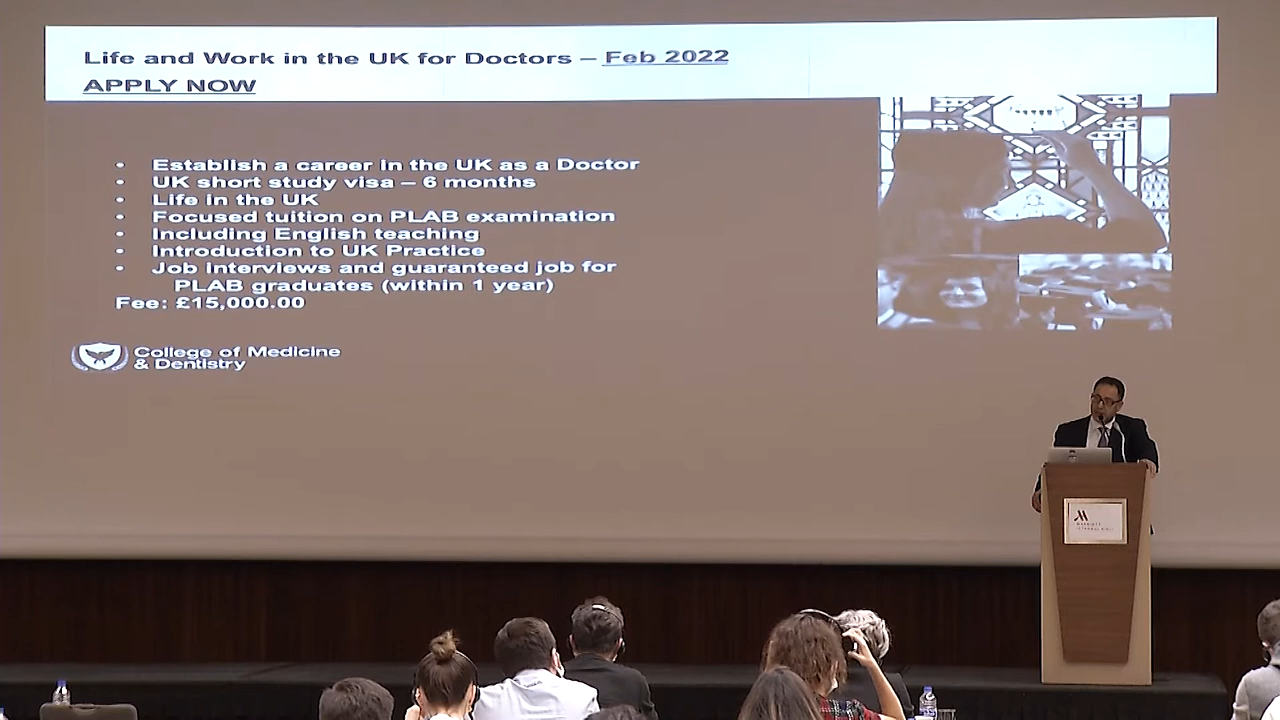 Life and Work in the UK for Doctors – Feb 2022
APPLY NOW
• Establish a career in the UK as a Doctor
• UK short study visa – 6 months
• Life in the UK
• Focused tuition on PLAB examination
• Including English teaching
• Introduction to UK Practice
• Job interviews and guaranteed job for
PLAB graduates (within 1 year)
Fee: £15,000.00
College of Medicine
& Dentistry
MARRIOTT